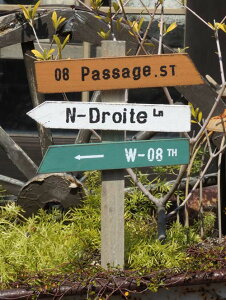 08 Passage.ST
N-Droite Ln
W-08 TH